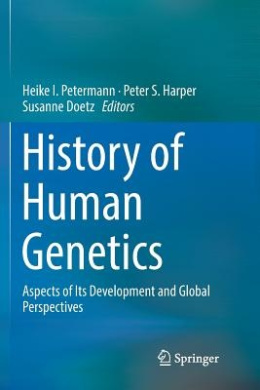 Heike I. Petermann · Peter S. Harper
Susanne Doetz Editors
History of
Human
Genetics
Aspects of Its Development and Global
Perspectives
Springer